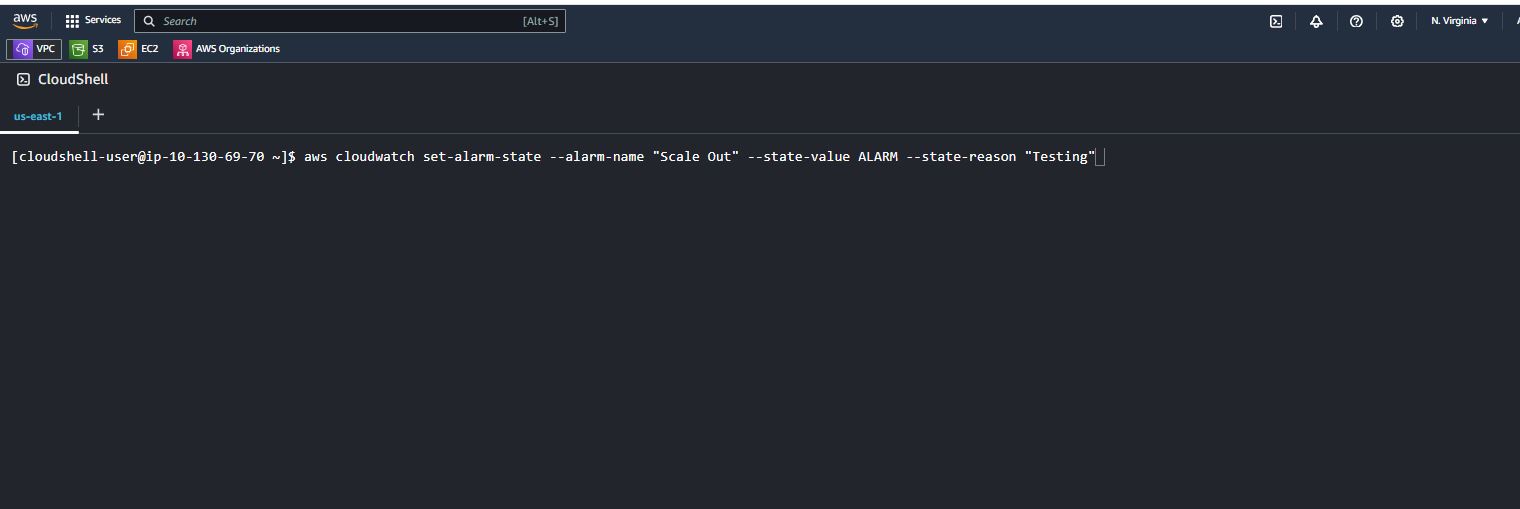 aws Services Search [Alt+S] N. Virginia
VPC S3 EC2 AWS Organizations
CloudShell
us-east-1 +
[cloudshell-user@ip-10-130-69-70 ~]$ aws cloudwatch set-alarm-state --alarm-name "Scale Out" --state-value ALARM --state-reason "Testing"